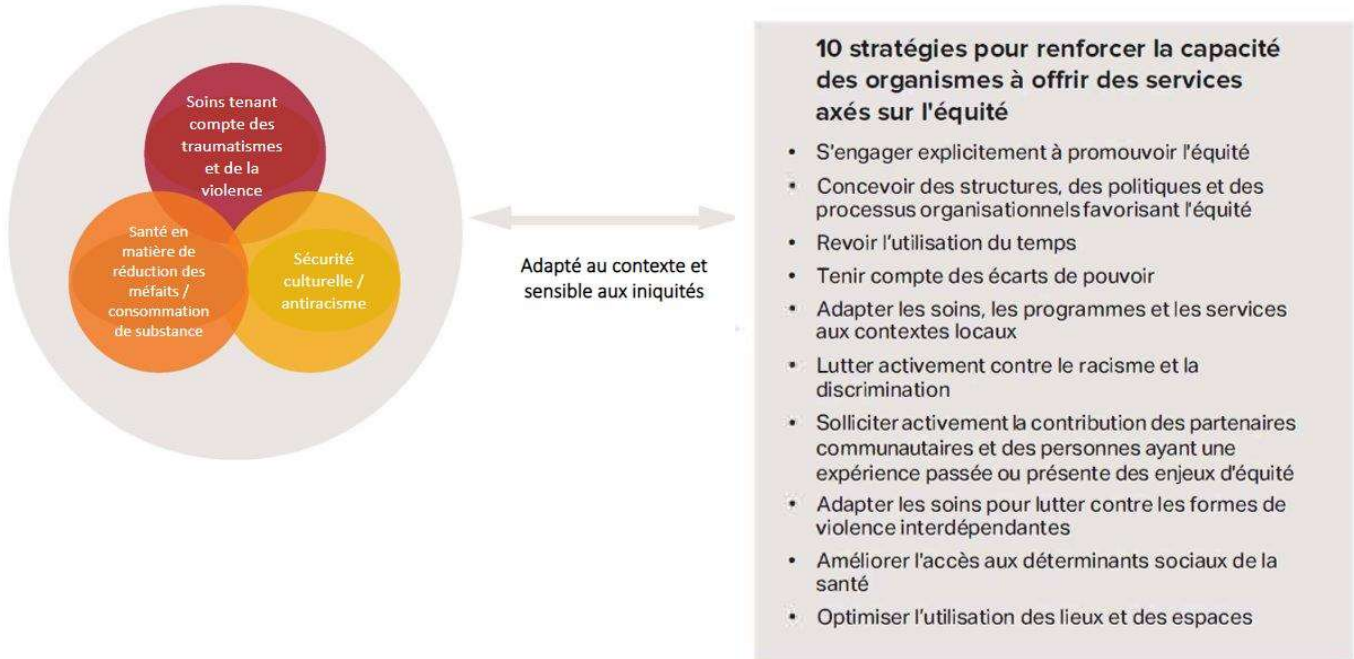 Soins tenant
compte des
traumatismes
et de la
violence
Santé en
matière de
réduction des
méfaits /
consommation
de substance
Sécurité
culturelle /
antiracisme
Adapté au contexte et
sensible aux iniquités
10 stratégies pour renforcer la capacité
des organismes à offrir des services
axés sur l'équité
• S'engager explicitement à promouvoir l'équité
• Concevoir des structures, des politiques et des
processus organisationnels favorisant l'équité
• Revoir l'utilisation du temps
• Tenir compte des écarts de pouvoir
• Adapter les soins, les programmes et les services
aux contextes locaux
• Lutter activement contre le racisme et la
discrimination
• Solliciter activement la contribution des partenaires
communautaires et des personnes ayant une
expérience passée ou présente des enjeux d'équité
• Adapter les soins pour lutter contre les formes de
violence interdépendantes
• Améliorer l'accès aux déterminants sociaux de la
santé
• Optimiser l'utilisation des lieux et des espaces